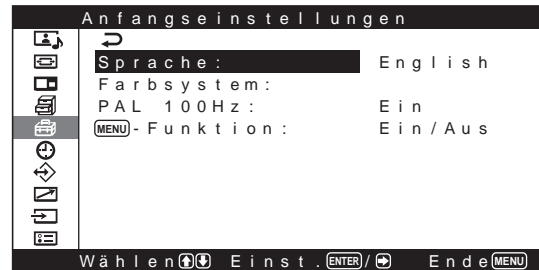 Anfangseinstellungen
Sprache: English
Farbsystem:
PAL 100Hz: Ein
MENU-Funktion: Ein/Aus
Wählen Einst. ENTER/ Ende MENU